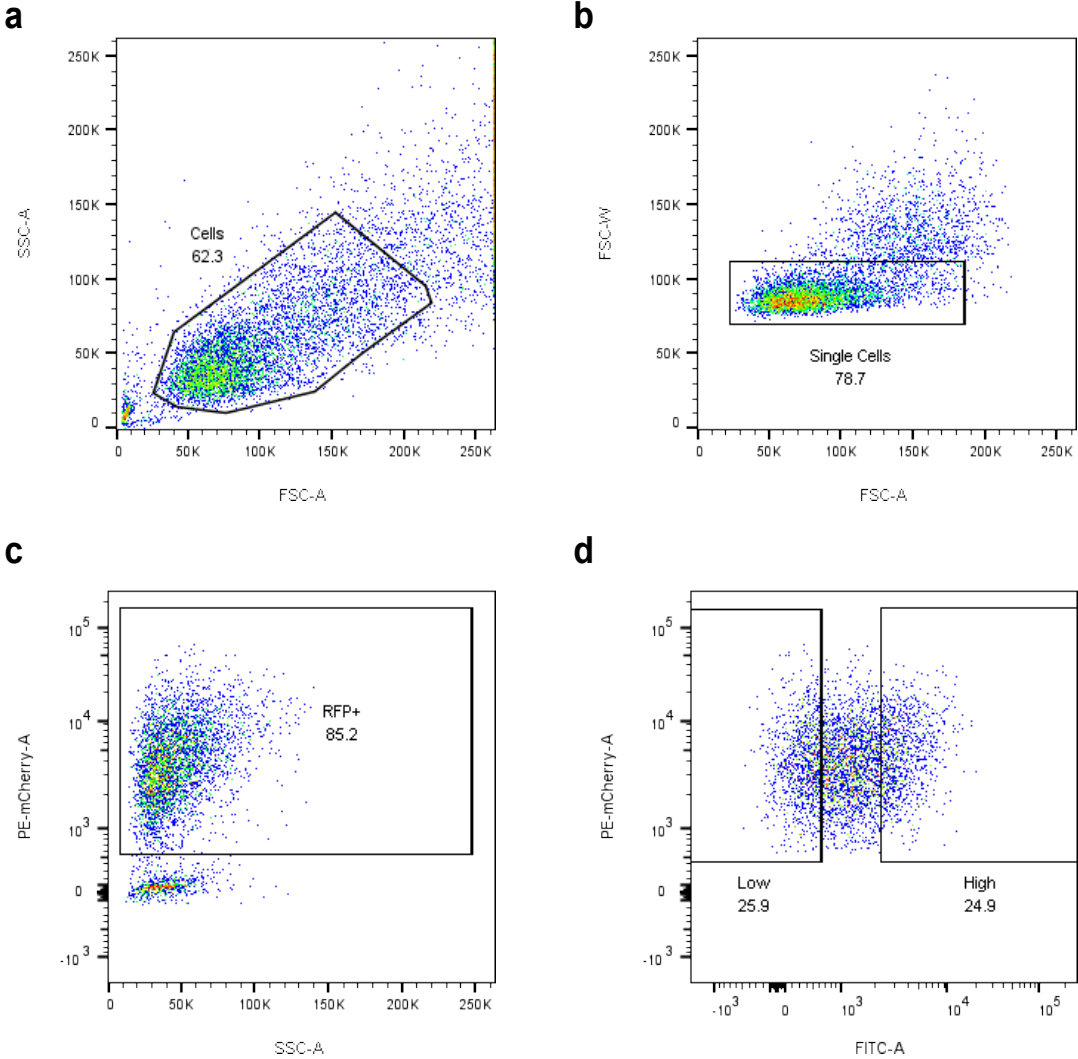 a
250K
200K
150K
100K
50K
0
SSC-A
Cells
62.3
0 50K 100K 150K 200K 250K
FSC-A
b
250K
200K
150K
100K
50K
0
FSC-W
Single Cells
78.7
0 50K 100K 150K 200K 250K
FSC-A
c
10^5
10^4
10^3
0
-10^3
PE-mCherry-A
RFP+
85.2
0 50K 100K 150K 200K 250K
SSC-A
d
10^5
10^4
10^3
0
-10^3
PE-mCherry-A
Low
25.9
High
24.9
-10^3 0 10^3 10^4 10^5
FITC-A